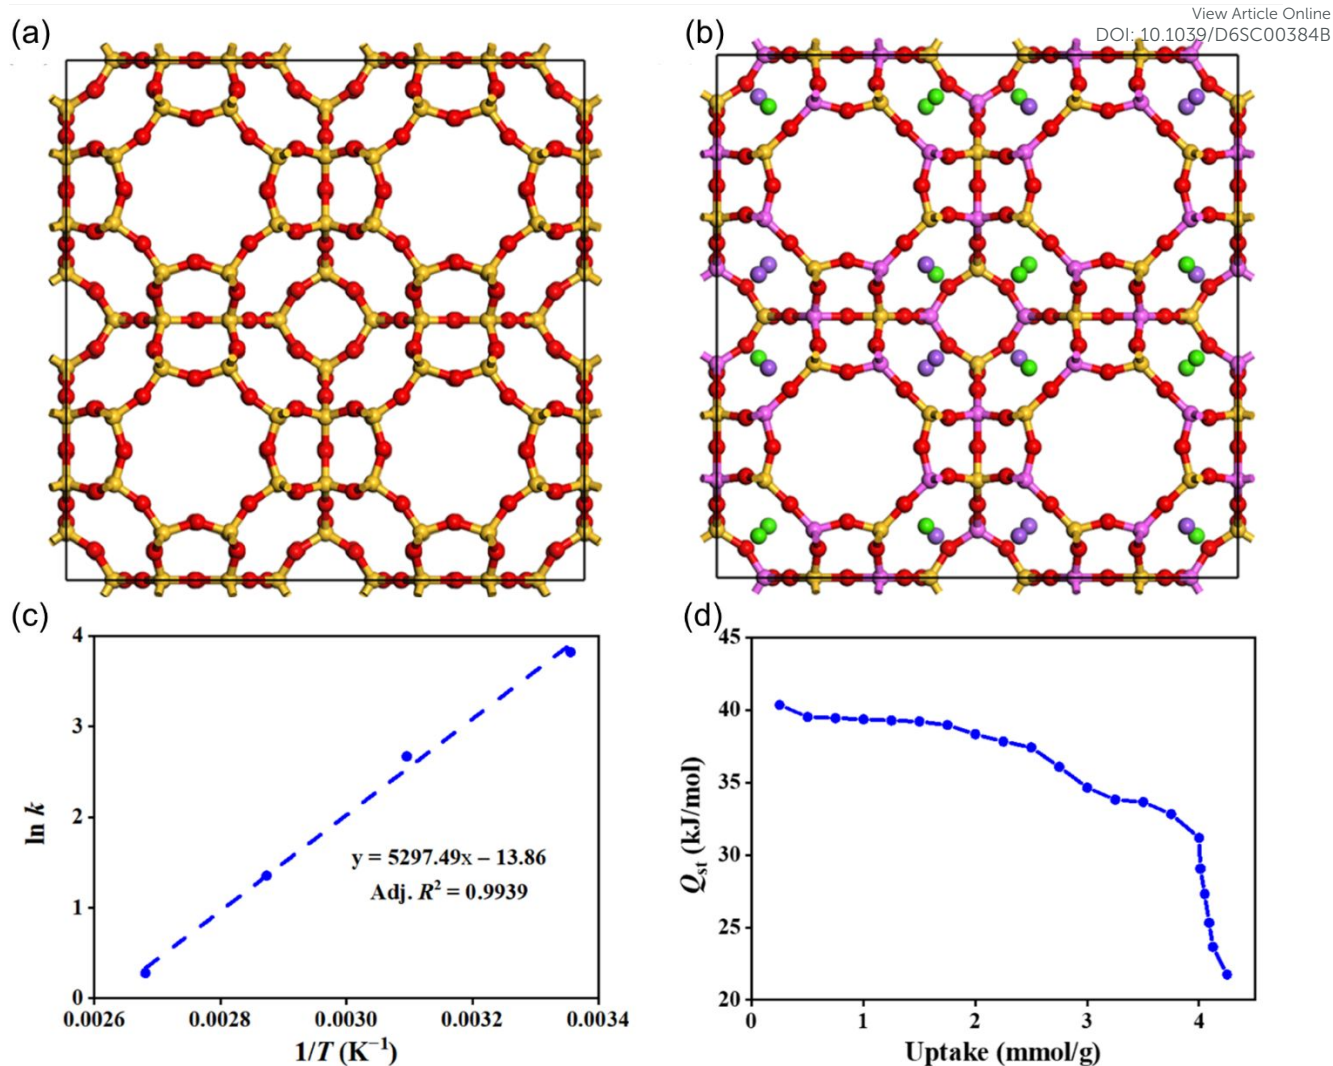 View Article Online
DOI: 10.1039/D6SC00384B
(a)
(b)
(c)
4
3
2
1
0
ln k
y = 5297.49x − 13.86
Adj. R² = 0.9939
0.0026 0.0028 0.0030 0.0032 0.0034
1/T (K⁻¹)
(d)
45
40
35
30
25
20
Qst (kJ/mol)
0 1 2 3 4
Uptake (mmol/g)